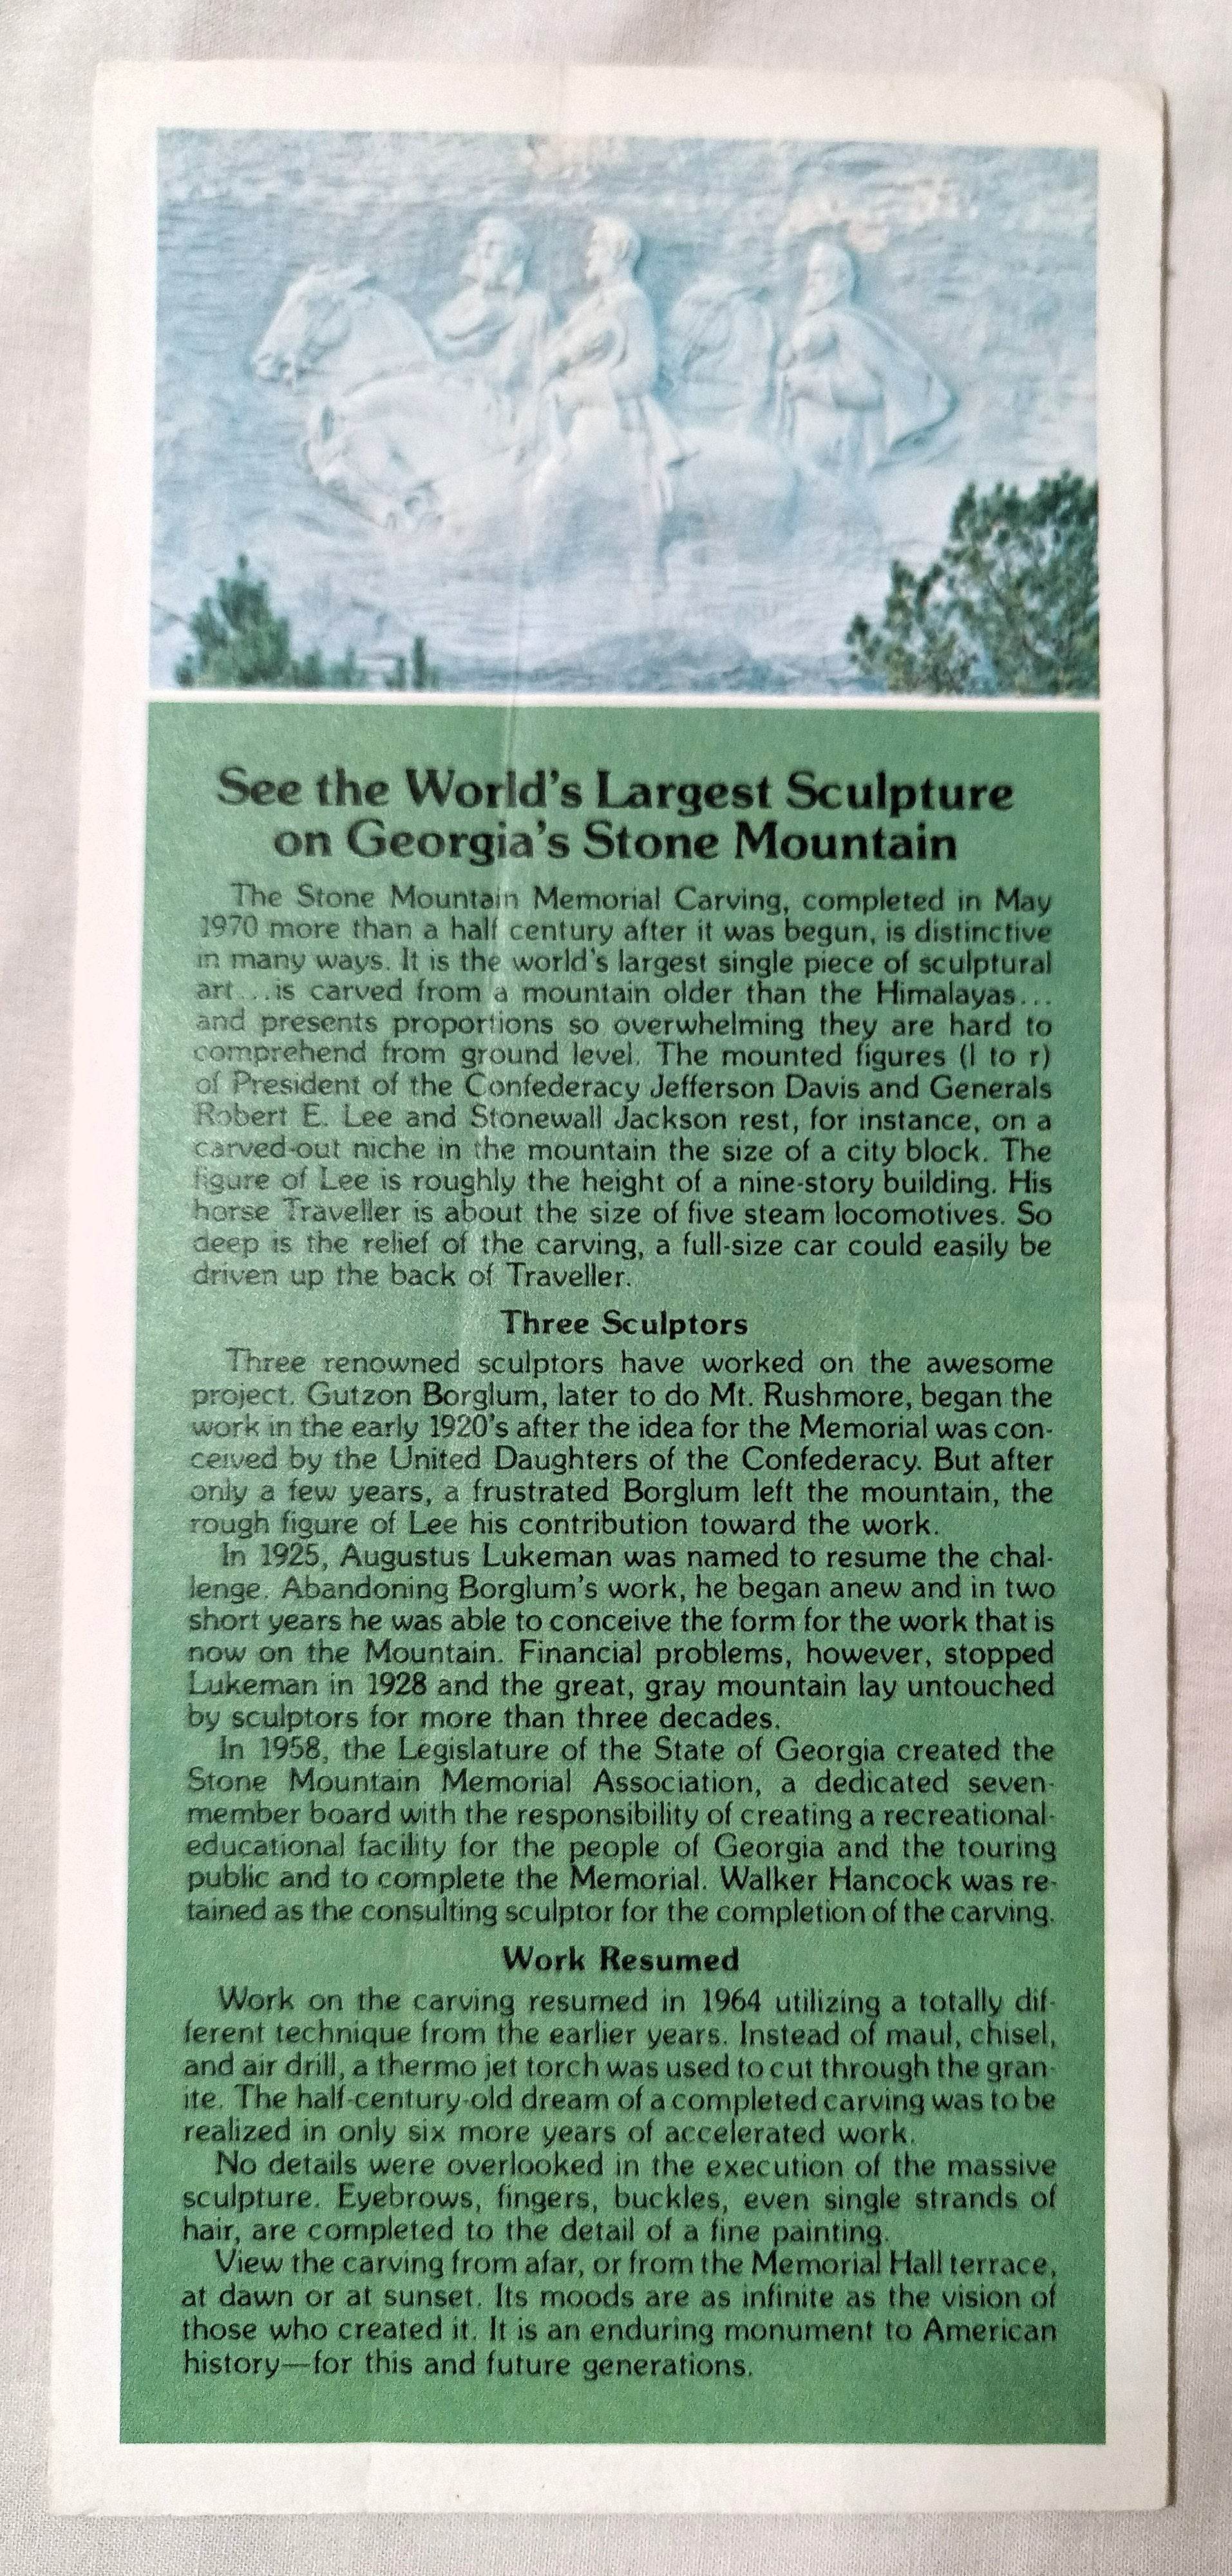 See the World's Largest Sculpture
on Georgia's Stone Mountain
The Stone Mountain Memorial Carving, completed in May
1970 more than a half century after it was begun, is distinctive
in many ways. It is the world's largest single piece of sculptural
art...is carved from a mountain older than the Himalayas...
and presents proportions so overwhelming they are hard to
comprehend from ground level. The mounted figures (l to r)
of President of the Confederacy Jefferson Davis and Generals
Robert E. Lee and Stonewall Jackson rest, for instance, on a
carved-out niche in the mountain the size of a city block. The
figure of Lee is roughly the height of a nine-story building. His
horse Traveller is about the size of five steam locomotives. So
deep is the relief of the carving, a full-size car could easily be
driven up the back of Traveller.
Three Sculptors
Three renowned sculptors have worked on the awesome
project. Gutzon Borglum, later to do Mt. Rushmore, began the
work in the early 1920's after the idea for the Memorial was con-
ceived by the United Daughters of the Confederacy. But after
only a few years, a frustrated Borglum left the mountain, the
rough figure of Lee his contribution toward the work.
In 1925, Augustus Lukeman was named to resume the chal-
lenge. Abandoning Borglum's work, he began anew and in two
short years he was able to conceive the form for the work that is
now on the Mountain. Financial problems, however, stopped
Lukeman in 1928 and the great, gray mountain lay untouched
by sculptors for more than three decades.
In 1958, the Legislature of the State of Georgia created the
Stone Mountain Memorial Association, a dedicated seven-
member board with the responsibility of creating a recreational-
educational facility for the people of Georgia and the touring
public and to complete the Memorial. Walker Hancock was re-
tained as the consulting sculptor for the completion of the carving.
Work Resumed
Work on the carving resumed in 1964 utilizing a totally dif-
ferent technique from the earlier years. Instead of maul, chisel,
and air drill, a thermo jet torch was used to cut through the gran-
ite. The half-century-old dream of a completed carving was to be
realized in only six more years of accelerated work.
No details were overlooked in the execution of the massive
sculpture. Eyebrows, fingers, buckles, even single strands of
hair, are completed to the detail of a fine painting.
View the carving from afar, or from the Memorial Hall terrace,
at dawn or at sunset. Its moods are as infinite as the vision of
those who created it. It is an enduring monument to American
history—for this and future generations.